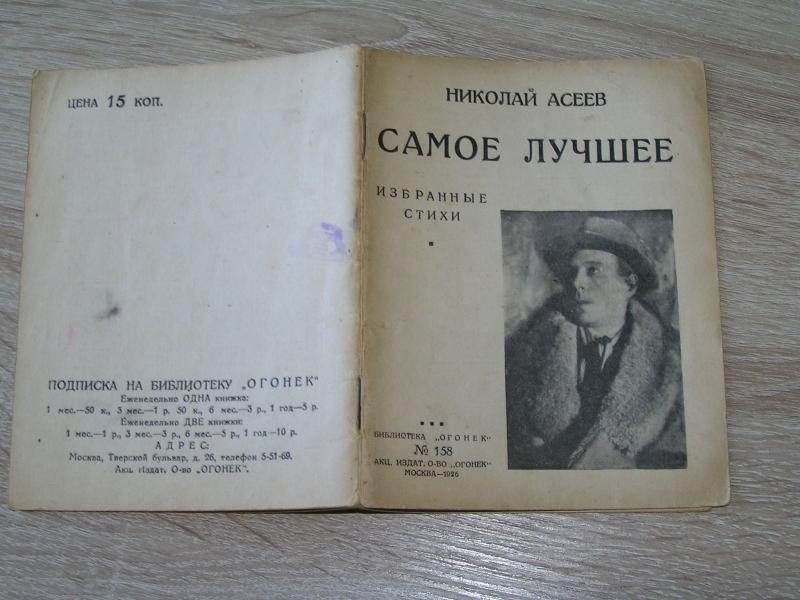 ЦЕНА 15 КОП.
ПОДПИСКА НА БИБЛИОТЕКУ „ОГОНЕК"
Еженедельно ОДНА книжка:
1 мес.—50 к., 3 мес.—1 р. 50 к., 6 мес.—3 р., 1 год—5 р.
Еженедельно ДВЕ книжки:
1 мес.—1 р., 3 мес.—3 р., 6 мес.—5 р., 1 год—10 р.
АДРЕС:
Москва, Тверской бульвар, д. 26, телефон 5-51-69.
Акц. Издат. О-во „ОГОНЕК".
НИКОЛАЙ АСЕЕВ
САМОЕ ЛУЧШЕЕ
ИЗБРАННЫЕ
СТИХИ
БИБЛИОТЕКА „ОГОНЕК"
№ 158
АКЦ. ИЗДАТ. О-ВО „ОГОНЕК"
МОСКВА—1926